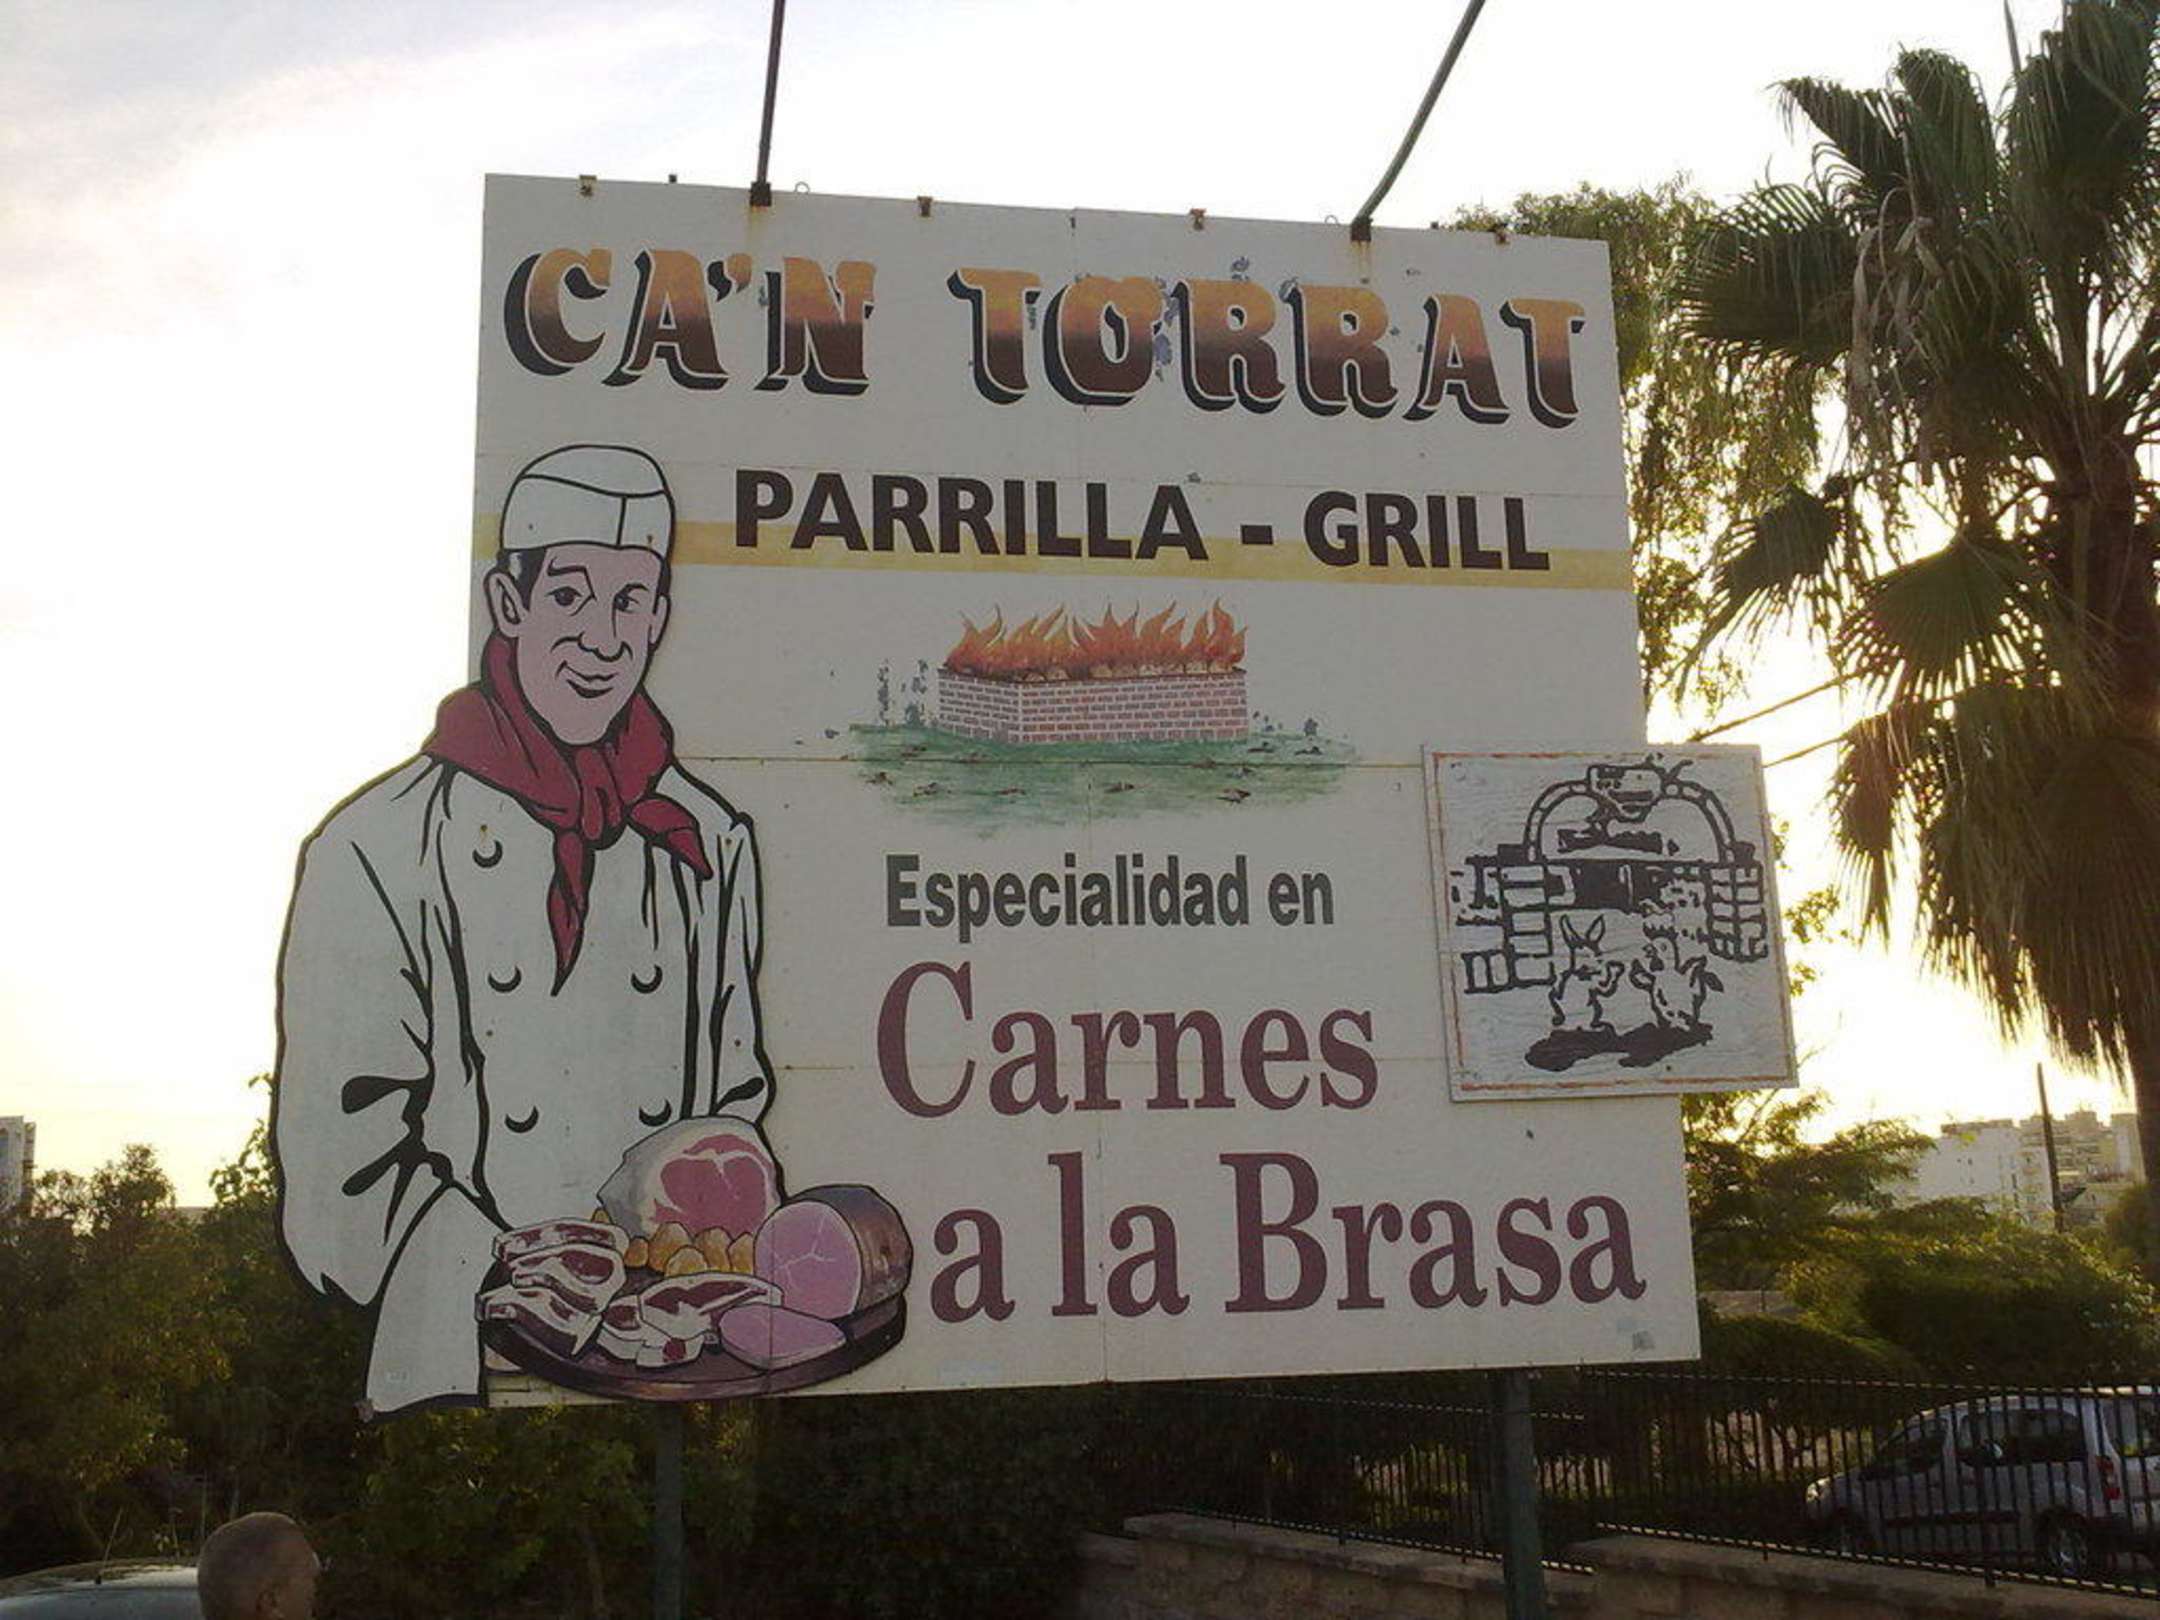 CA'N TORRAT
PARRILLA - GRILL
Especialidad en
Carnes
a la Brasa